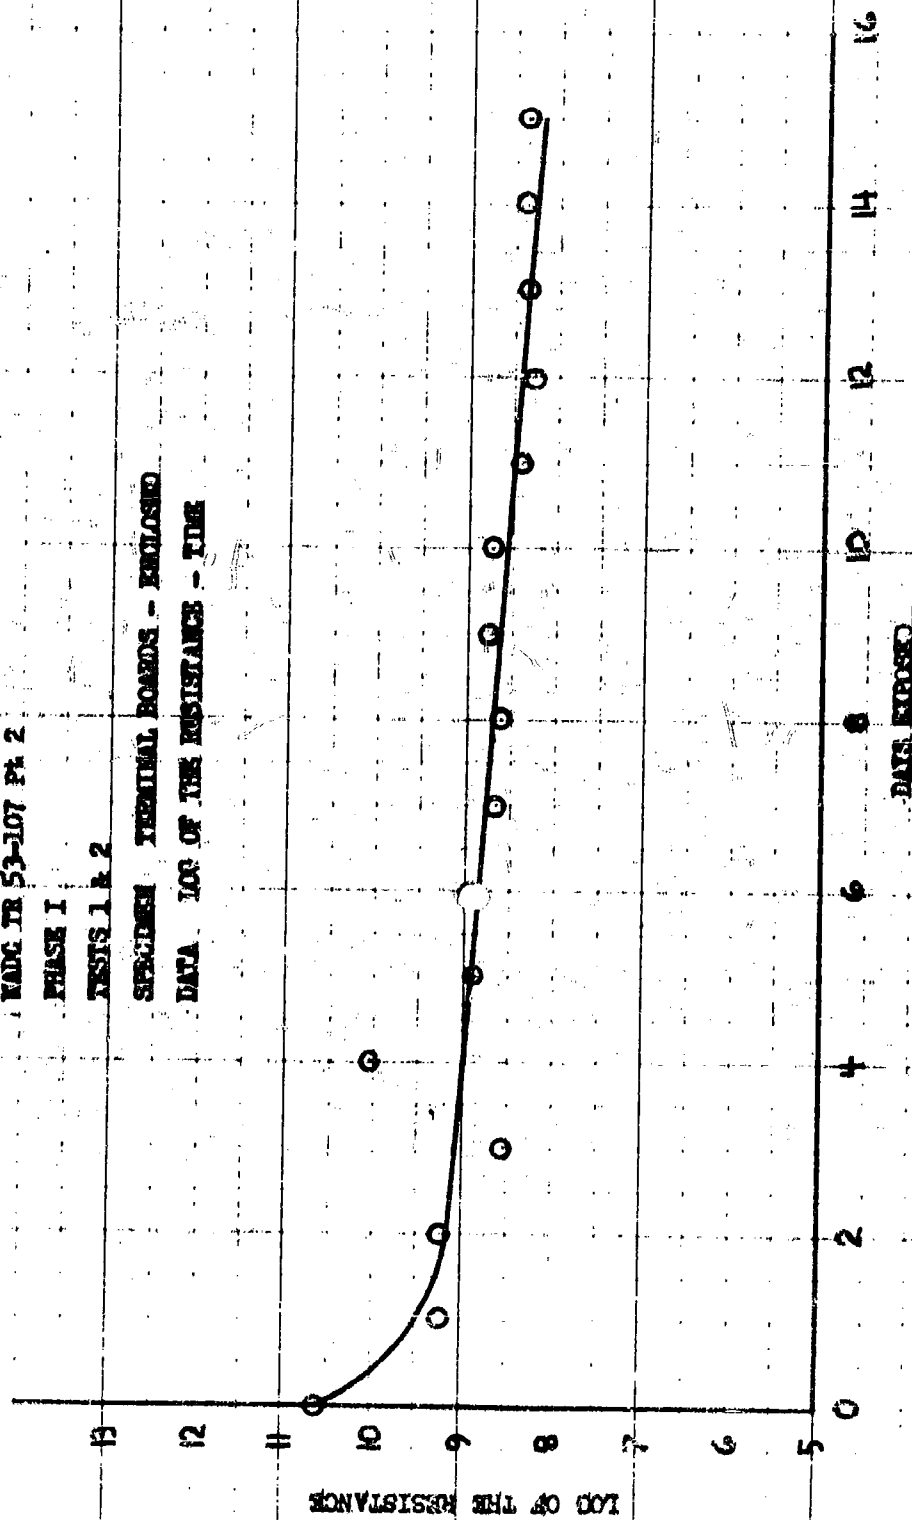 WADC TR 53-107 Pt 2
PHASE I
TESTS 1 & 2
SPECIMEN TERMINAL BOARDS - ENCLOSED
DATA LOG OF THE RESISTANCE - TIME
LOG OF THE RESISTANCE
13
12
11
10
9
8
7
6
5
0
2
4
6
8
10
12
14
16
DAYS EXPOSED